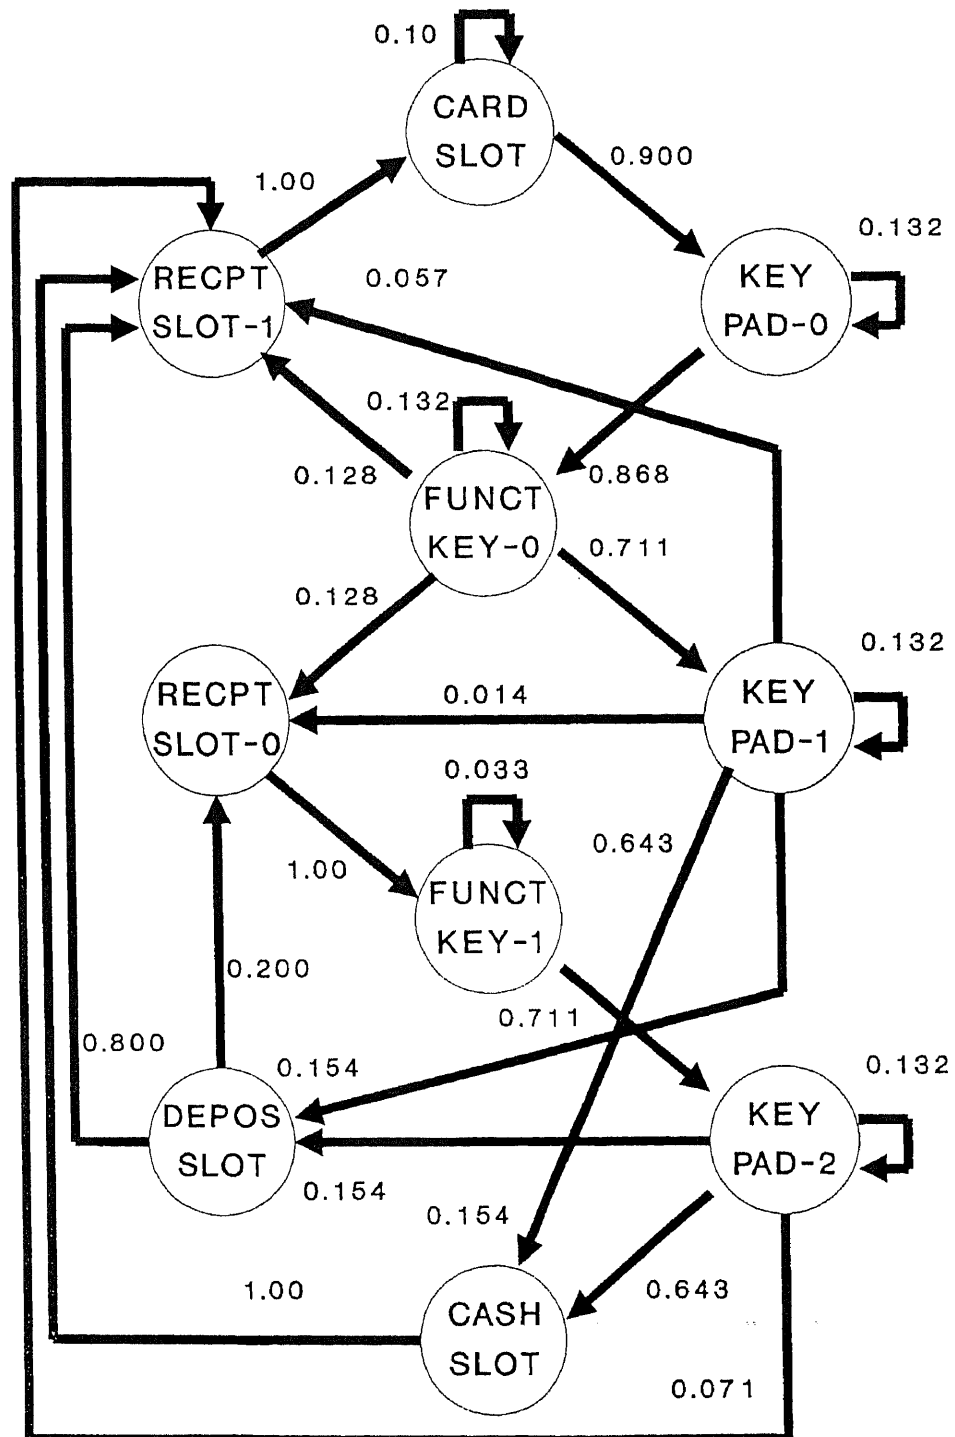 0.10
CARD
SLOT
0.900
1.00
0.132
RECPT
SLOT-1
0.057
KEY
PAD-0
0.132
0.128
0.868
FUNCT
KEY-0
0.711
0.128
0.132
RECPT
SLOT-0
0.014
KEY
PAD-1
0.033
0.643
1.00
FUNCT
KEY-1
0.200
0.711
0.800
0.154
0.132
DEPOS
SLOT
KEY
PAD-2
0.154
0.154
1.00
0.643
CASH
SLOT
0.071